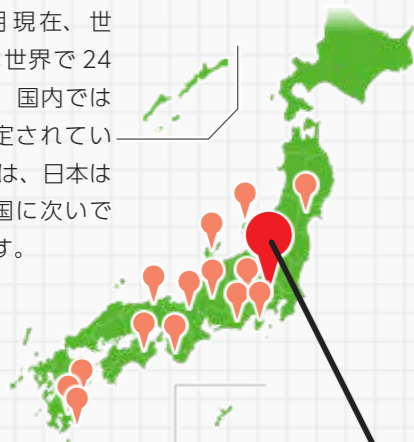 月現在、世
世界で 24
国内では
定されてい
は、日本は
国に次いで
す。